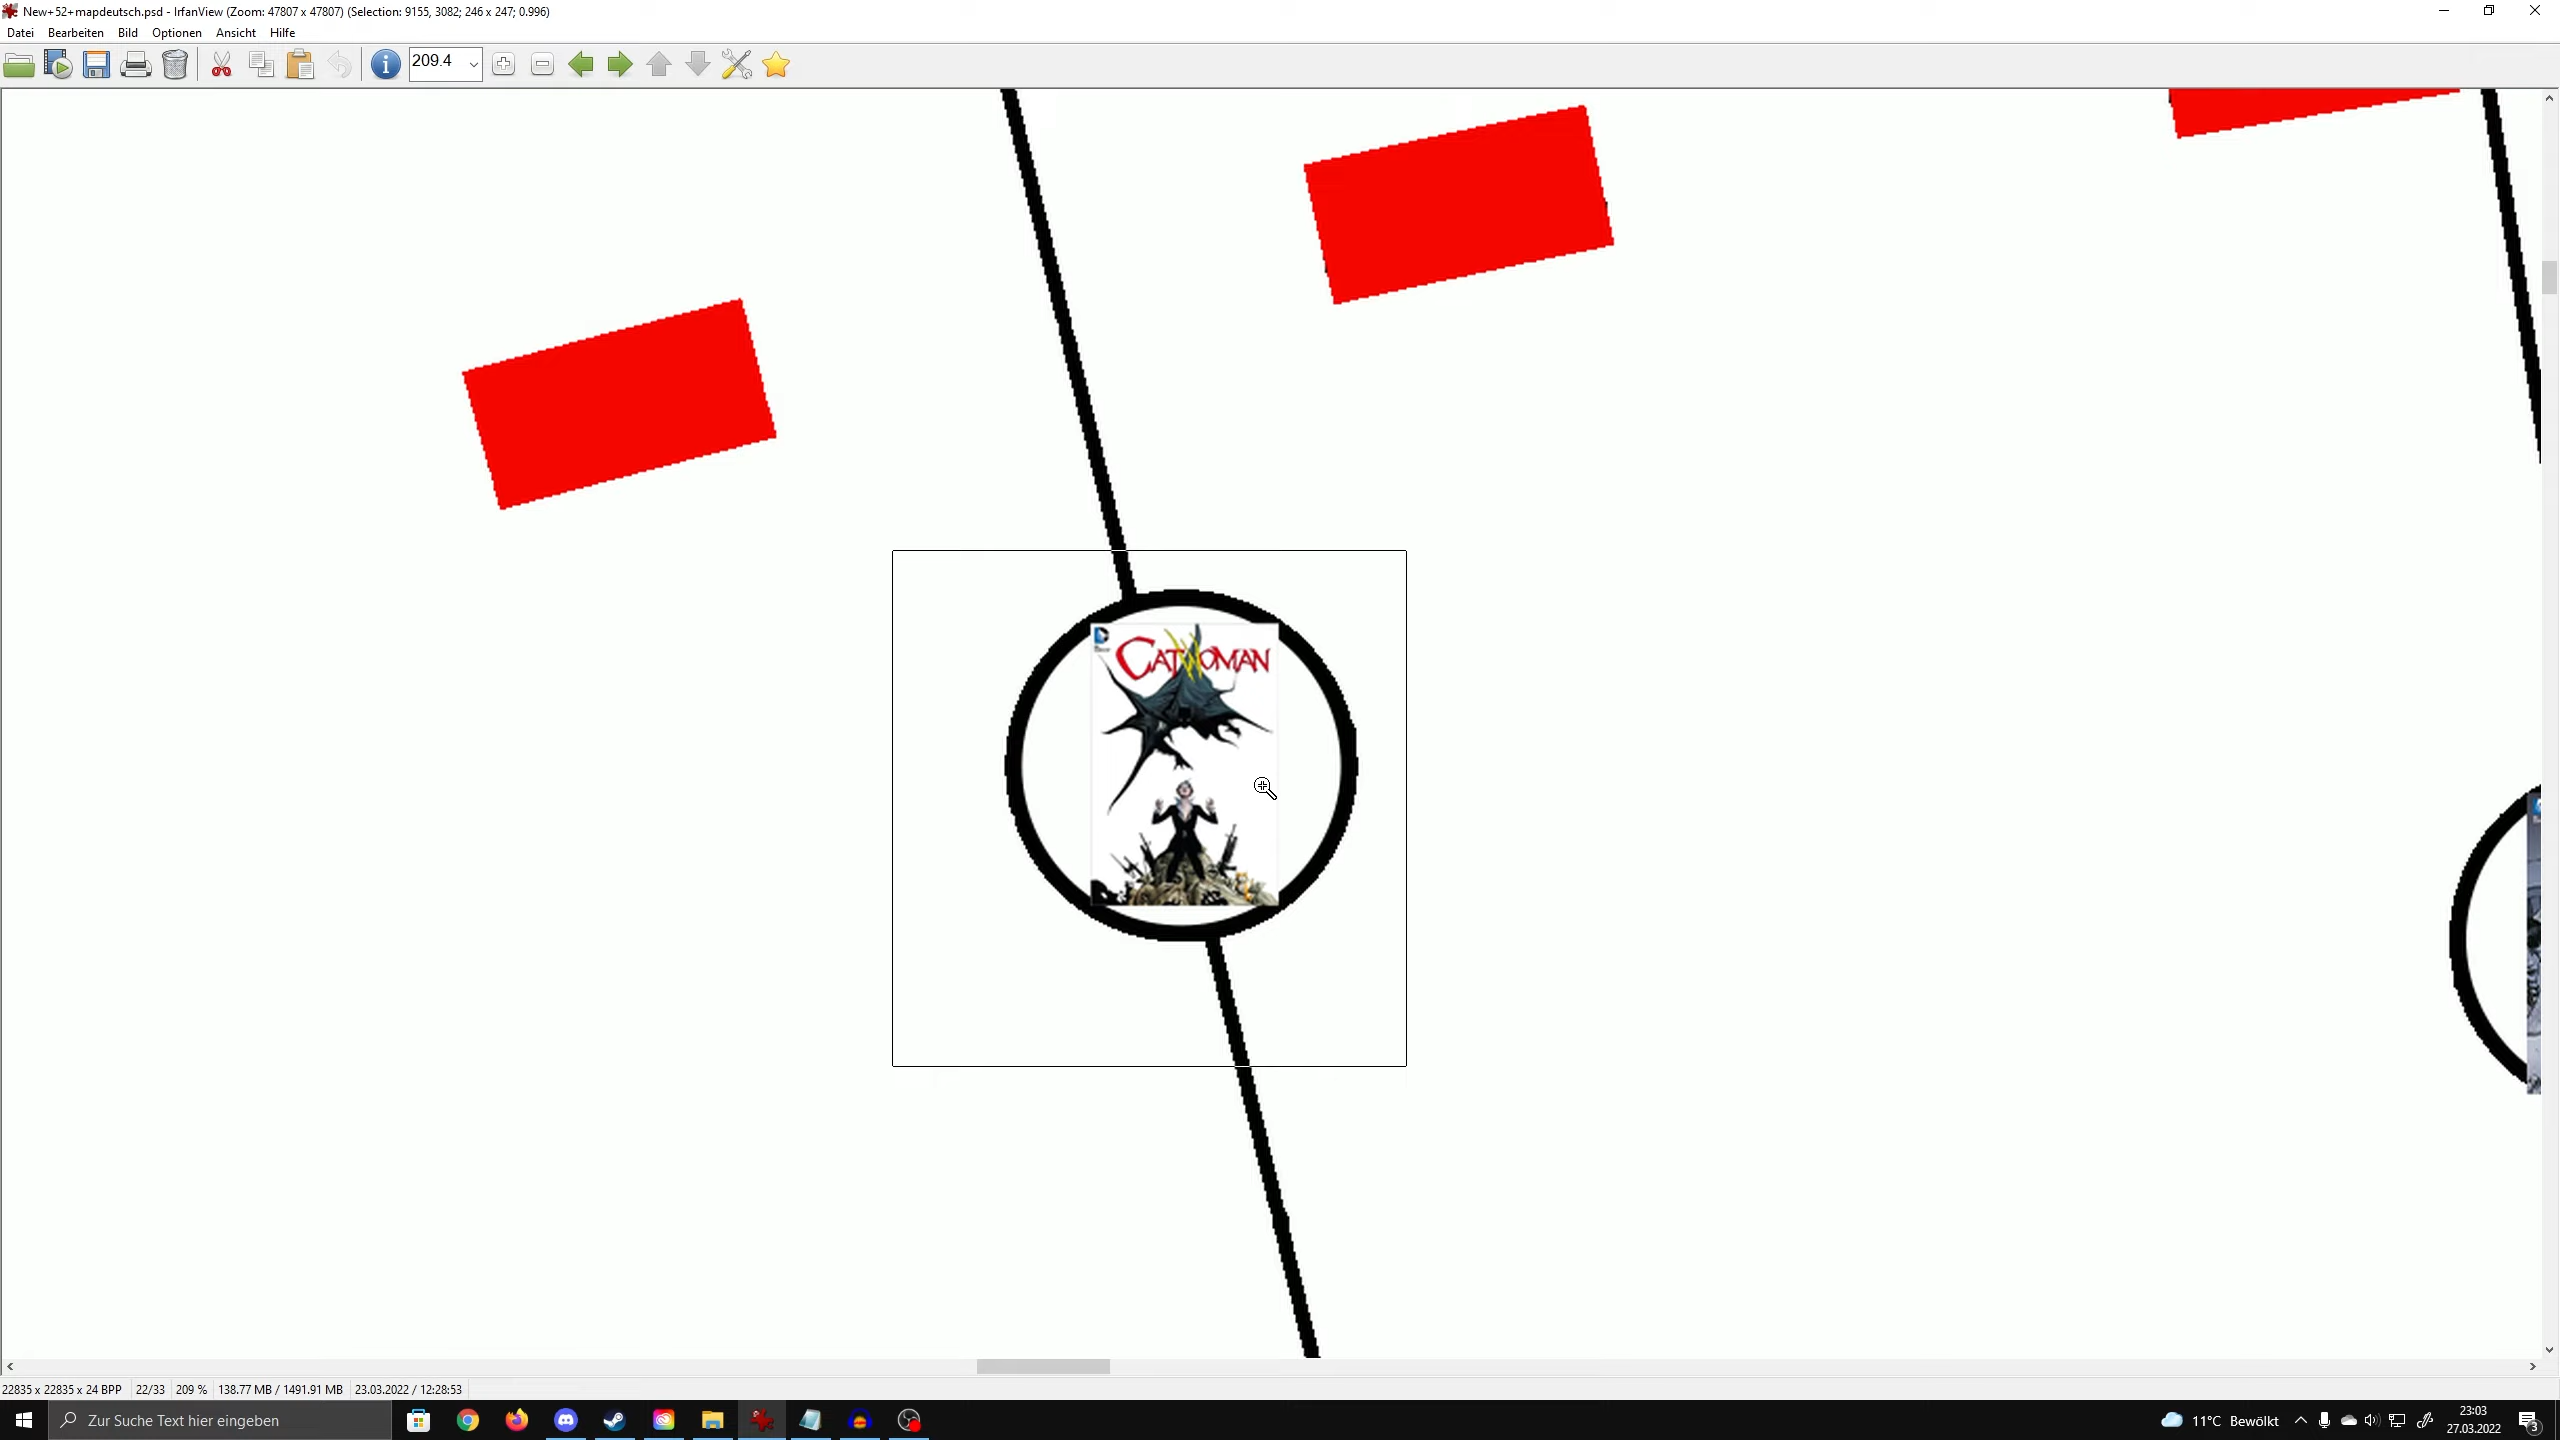 New+52+mapdeutsch.psd - IrfanView (Zoom: 47807 x 47807) (Selection: 9155, 3082; 246 x 247; 0.996)
Datei Bearbeiten Bild Optionen Ansicht Hilfe
209.4
CATWOMAN
22835 x 22835 x 24 BPP 22/33 209 % 138.77 MB / 1491.91 MB 23.03.2022 / 12:28:53
Zur Suche Text hier eingeben
11°C Bewölkt
23:03
27.03.2022
3